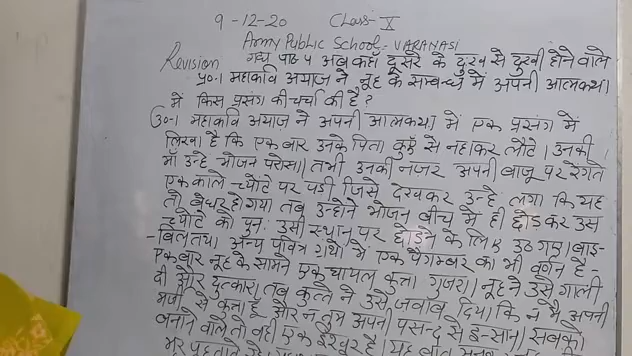 9-12-20 Class- X
Army Public School- VARANASI
Revision गद्य पाठ 4 अब कहाँ दूसरे के दुख से दुखी होने वाले
प्र0-1 महाकवि अयाज ने नूह के सम्बन्ध में अपनी आत्मकथा
में किस प्रसंग की चर्चा की है?
उ0-1 महाकवि अयाज ने अपनी आत्मकथा में एक प्रसंग में
लिखा है कि एक बार उनके पिता कुएँ से नहाकर लौटे। उनकी
माँ उन्हे भोजन परोसा। तभी उनकी नजर अपनी बाजू पर रेंगते
एक काले च्योटे पर पडी जिसे देखकर उन्हे लगा कि यह
तो बेघर हो गया तब उन्होने भोजन बीच में ही छोड कर उस
च्योटे को पुनः उसी स्थान पर छोडने के लिए उठ गए। बाइ-
-बिल तथा अन्य पवित्र ग्रंथो में एक पैगम्बर का भी वर्णन है-
एक बार नूह के सामने एक घायल कुत्ता गुजरा। नूह ने उसे गाली
दी और दुत्कारा। तब कुत्ते ने उसे जवाब दिया कि न मैं अपनी
मर्जी से कुत्ता हूँ और न तुम अपनी पसन्द से इन्सान। सबको
बनाने वाले तो वही एक ईश्वर है। यह बात